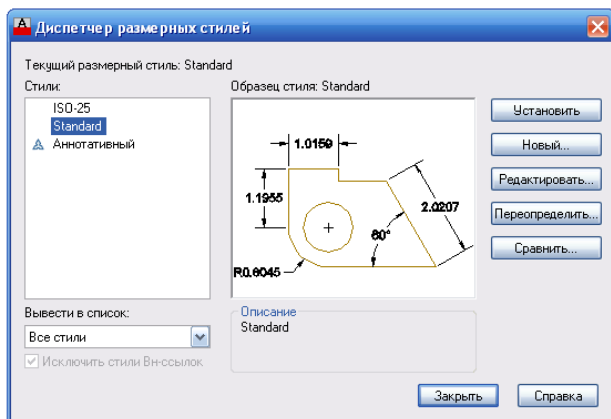 Диспетчер размерных стилей
Текущий размерный стиль: Standard
Стили:
ISO-25
Standard
Аннотативный
Образец стиля: Standard
1.0159
1.1955
2.0207
60°
R0.8045
Установить
Новый...
Редактировать...
Переопределить...
Сравнить...
Вывести в список:
Все стили
Исключить стили Вн-ссылок
Описание
Standard
Закрыть
Справка